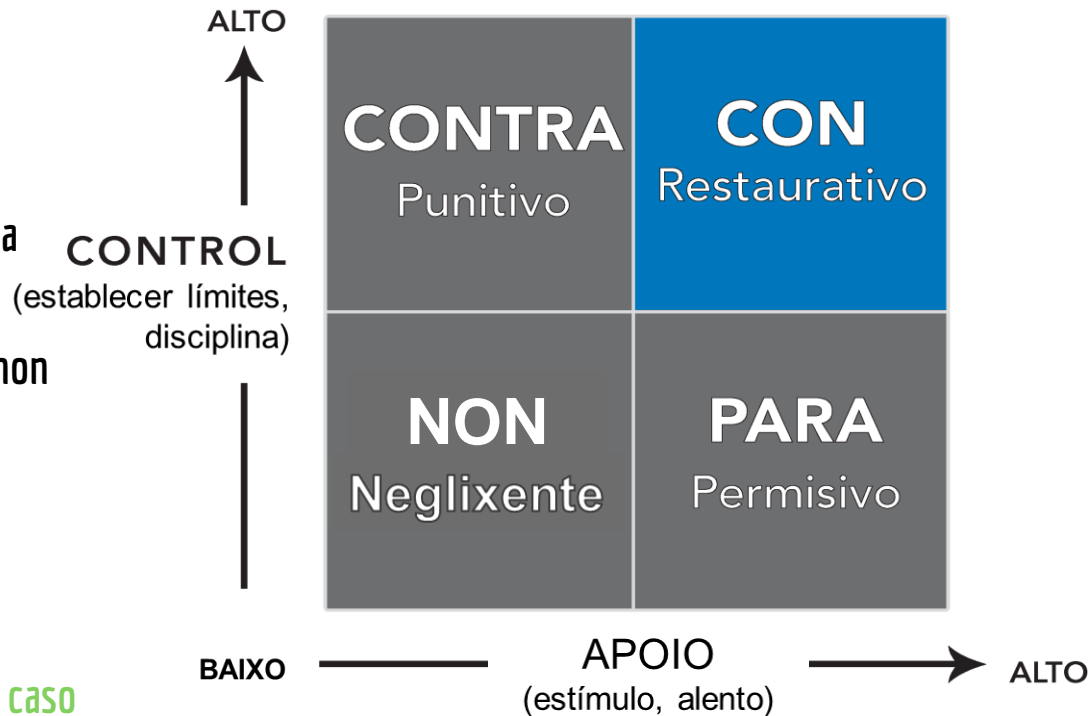 ALTO
CONTRA
Punitivo
CON
Restaurativo
a
CONTROL
(establecer límites,
disciplina)
non
NON
Neglixente
PARA
Permisivo
BAIXO
APOIO
(estímulo, alento)
ALTO
caso